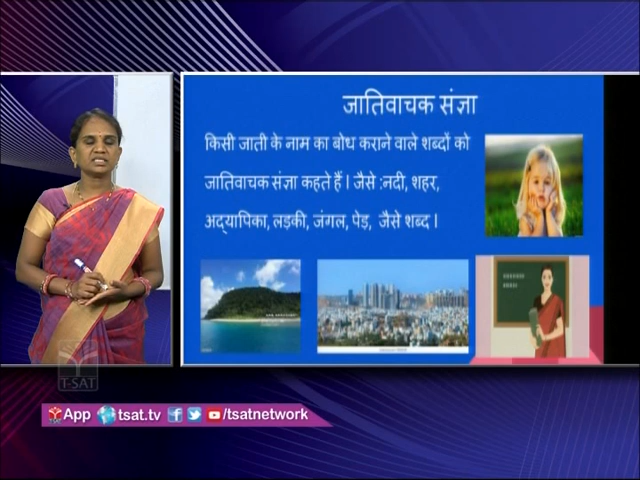 जातिवाचक संज्ञा
किसी जाती के नाम का बोध कराने वाले शब्दों को
जातिवाचक संज्ञा कहते हैं । जैसे :नदी, शहर,
अद्यापिका, लड़की, जंगल, पेड़, जैसे शब्द ।
T-SAT
App tsat.tv /tsatnetwork